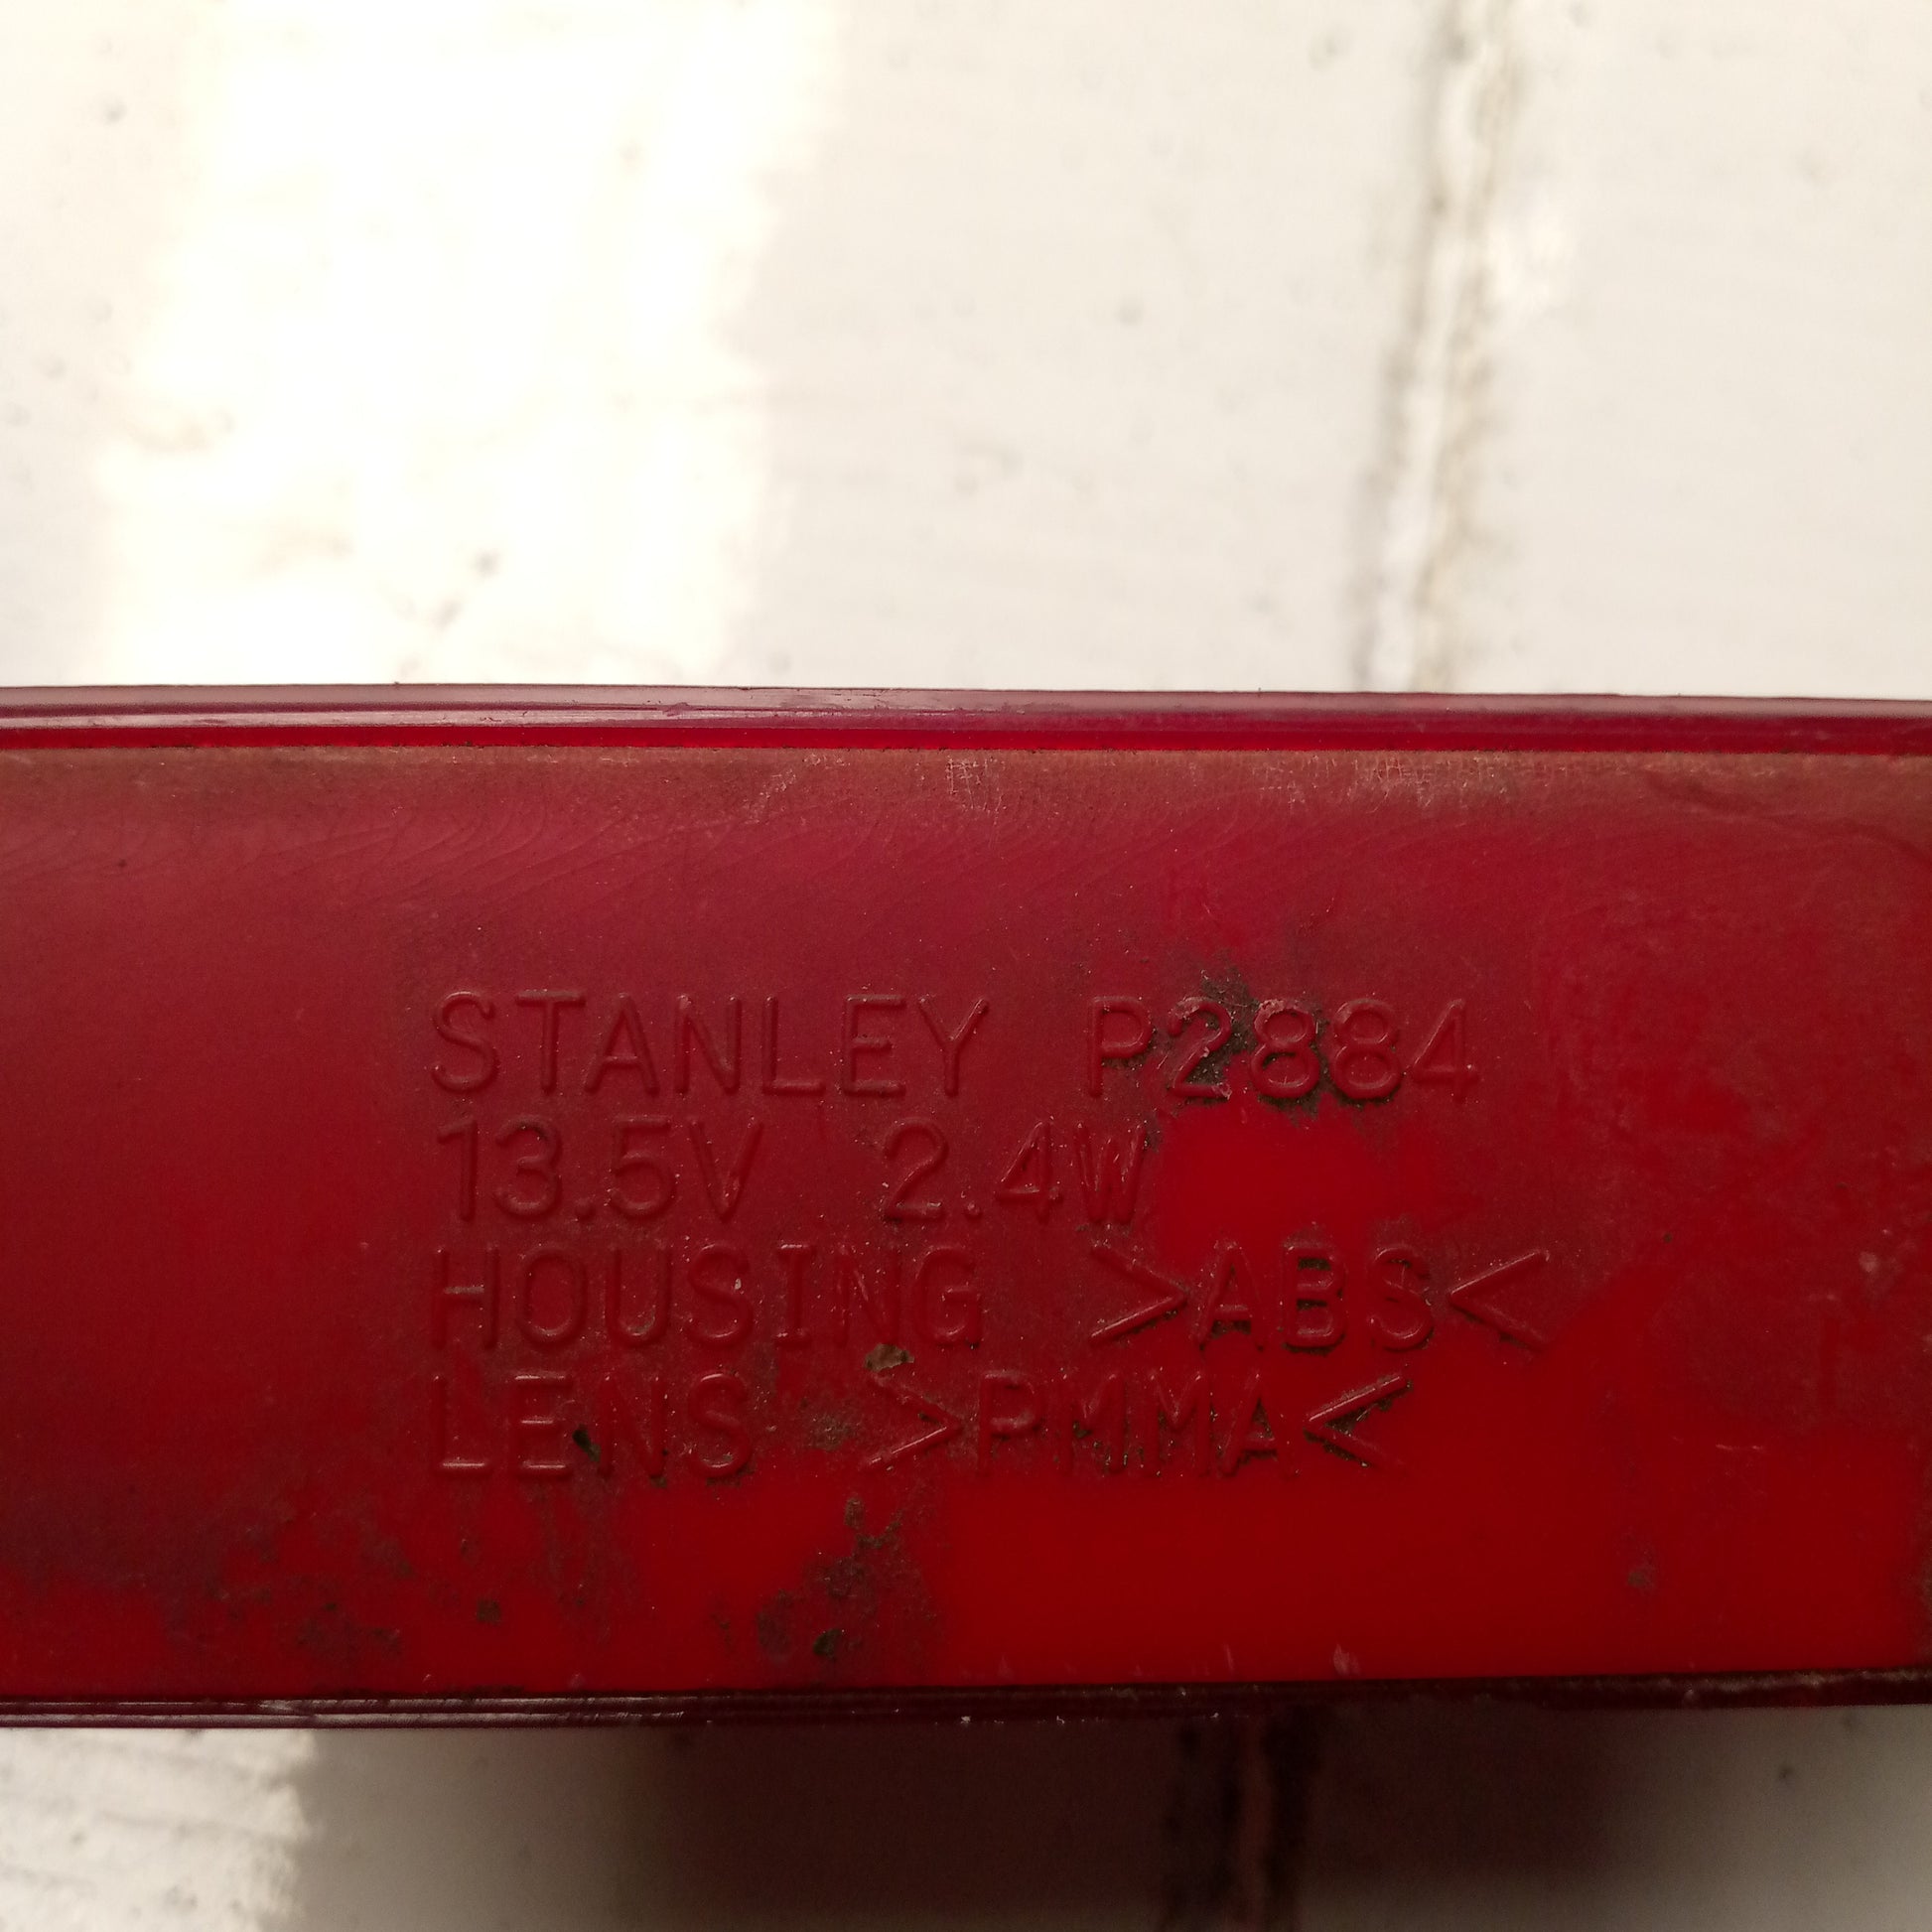 STANLEY P2884
13.5V 2.4W
HOUSING >ABS<
LENS >PMMA<